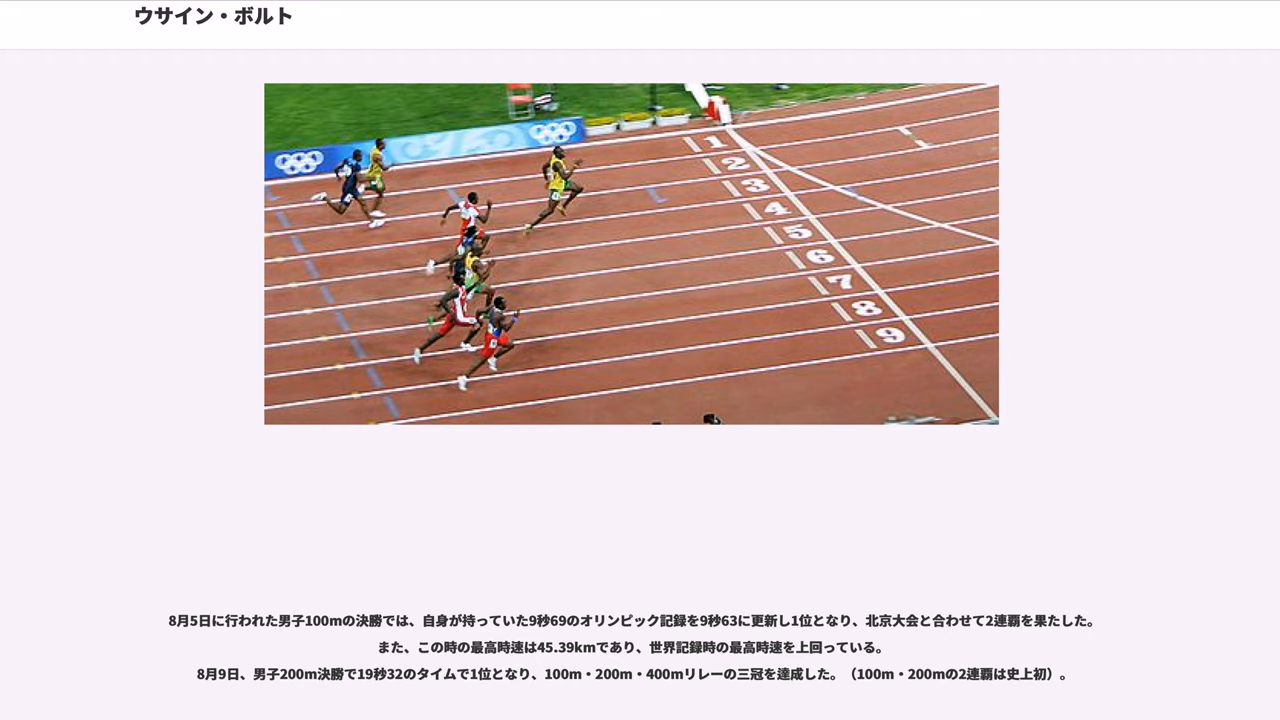 ウサイン・ボルト
1
2
3
4
5
6
7
8
9
8月5日に行われた男子100mの決勝では、自身が持っていた9秒69のオリンピック記録を9秒63に更新し1位となり、北京大会と合わせて2連覇を果たした。
また、この時の最高時速は45.39kmであり、世界記録時の最高時速を上回っている。
8月9日、男子200m決勝で19秒32のタイムで1位となり、100m・200m・400mリレーの三冠を達成した。（100m・200mの2連覇は史上初）。